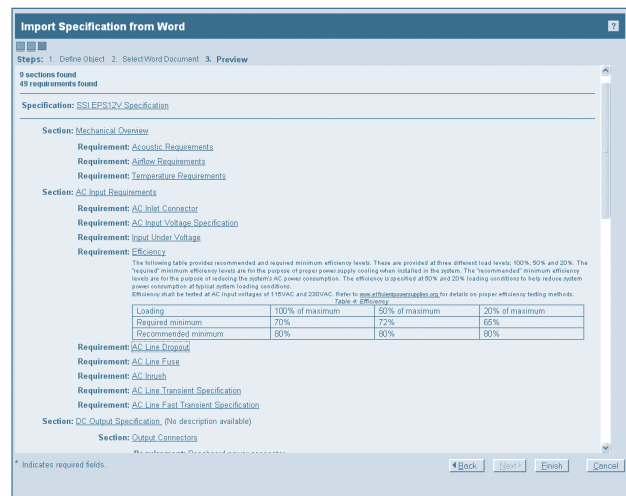 Import Specification from Word
?
Steps: 1. Define Object 2. Select Word Document 3. Preview
9 sections found
49 requirements found
Specification: SSI EPS12V Specification
Section: Mechanical Overview
Requirement: Acoustic Requirements
Requirement: Airflow Requirements
Requirement: Temperature Requirements
Section: AC Input Requirements
Requirement: AC Inlet Connector
Requirement: AC Input Voltage Specification
Requirement: Input Under Voltage
Requirement: Efficiency
The following table provides recommended and required minimum efficiency levels. These are provided at three different load levels; 100%, 50% and 20%. The
"required" minimum efficiency levels are for the purpose of proper power supply cooling when installed in the system. The "recommended" minimum efficiency
levels are for the purpose of reducing the system's AC power consumption. The efficiency is specified at 50% and 20% loading conditions to help reduce system
power consumption at typical system loading conditions.
Efficiency shall be tested at AC input voltages of 115VAC and 230VAC. Refer to www.efficientpowersupplies.org for details on proper efficiency testing methods.
Table 4: Efficiency
Loading 100% of maximum 50% of maximum 20% of maximum
Required minimum 70% 72% 65%
Recommended minimum 80% 80% 80%
Requirement: AC Line Dropout
Requirement: AC Line Fuse
Requirement: AC Inrush
Requirement: AC Line Transient Specification
Requirement: AC Line Fast Transient Specification
Section: DC Output Specification (No description available)
Section: Output Connectors
* Indicates required fields.
Back Next Finish Cancel